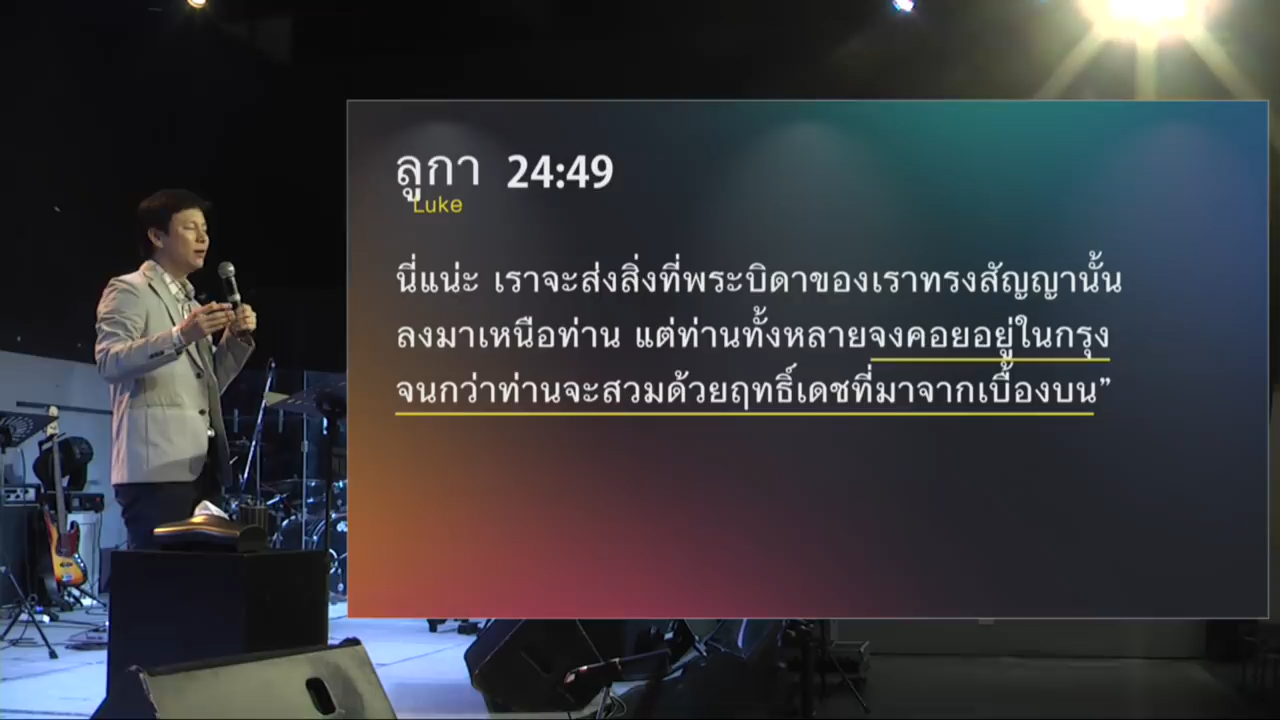 ลูกา 24:49
Luke
นี่แน่ะ เราจะส่งสิ่งที่พระบิดาของเราทรงสัญญานั้น
ลงมาเหนือท่าน แต่ท่านทั้งหลายจงคอยอยู่ในกรุง
จนกว่าท่านจะสวมด้วยฤทธิ์เดชที่มาจากเบื้องบน”